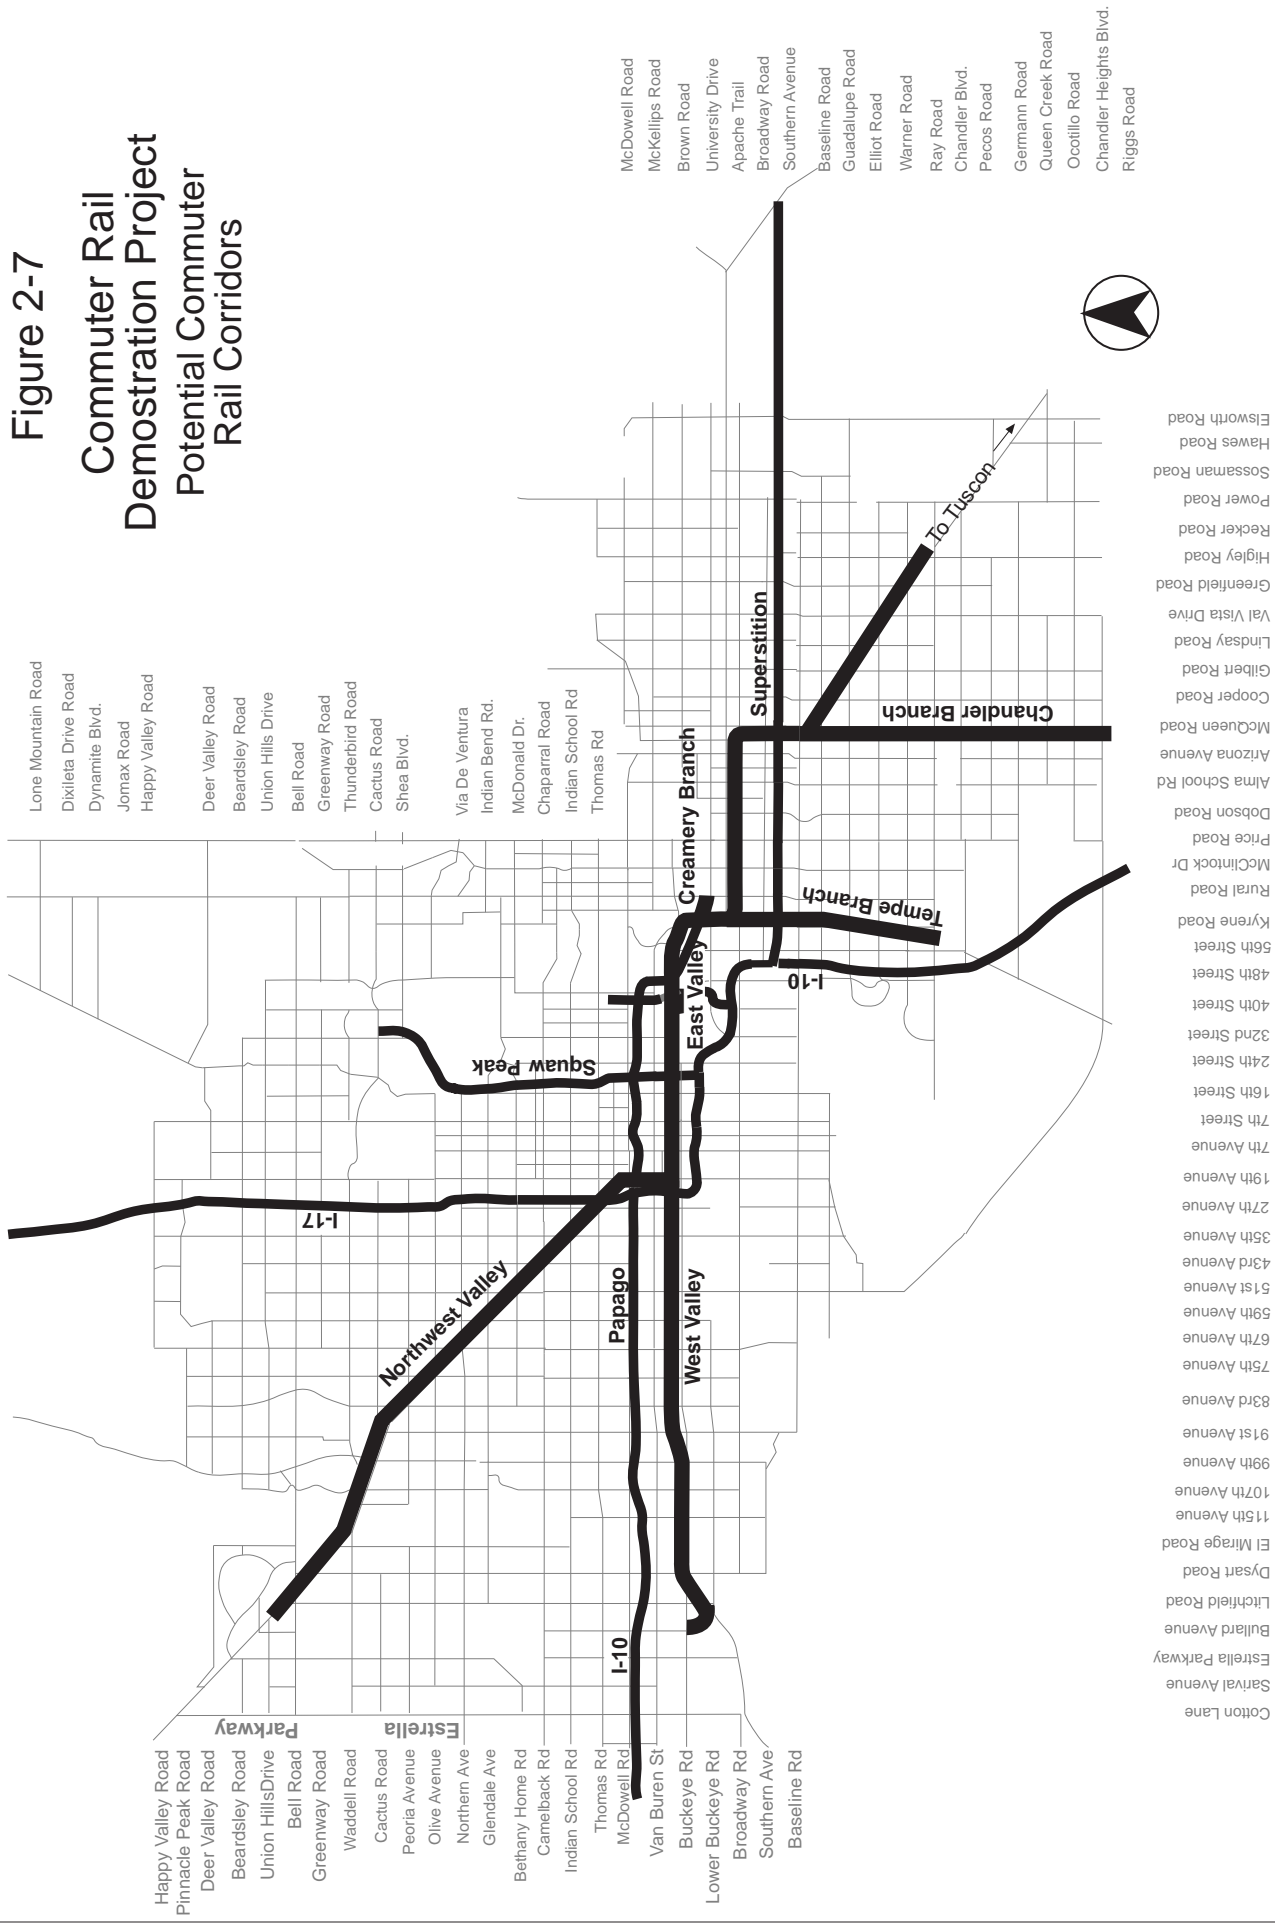 Figure 2-7
Commuter Rail
Demostration Project
Potential Commuter
Rail Corridors
Lone Mountain Road
Dixileta Drive Road
Dynamite Blvd.
Jomax Road
Happy Valley Road
Deer Valley Road
Beardsley Road
Union Hills Drive
Bell Road
Greenway Road
Thunderbird Road
Cactus Road
Shea Blvd.
Via De Ventura
Indian Bend Rd.
McDonald Dr.
Chaparral Road
Indian School Rd
Thomas Rd
McDowell Road
McKellips Road
Brown Road
University Drive
Apache Trail
Broadway Road
Southern Avenue
Baseline Road
Guadalupe Road
Elliot Road
Warner Road
Ray Road
Chandler Blvd.
Pecos Road
Germann Road
Queen Creek Road
Ocotillo Road
Chandler Heights Blvd.
Riggs Road
Happy Valley Road
Pinnacle Peak Road
Deer Valley Road
Beardsley Road
Union HillsDrive
Bell Road
Greenway Road
Waddell Road
Cactus Road
Peoria Avenue
Olive Avenue
Northern Ave
Glendale Ave
Bethany Home Rd
Camelback Rd
Indian School Rd
Thomas Rd
McDowell Rd
Van Buren St
Buckeye Rd
Lower Buckeye Rd
Broadway Rd
Southern Ave
Baseline Rd
Estrella
Parkway
I-17
Northwest Valley
Squaw Peak
Papago
I-10
West Valley
East Valley
Creamery Branch
Superstition
I-10
Tempe Branch
Chandler Branch
To Tuscon
Cotton Lane
Sarival Avenue
Estrella Parkway
Bullard Avenue
Litchfield Road
Dysart Road
El Mirage Road
115th Avenue
107th Avenue
99th Avenue
91st Avenue
83rd Avenue
75th Avenue
67th Avenue
59th Avenue
51st Avenue
43rd Avenue
35th Avenue
27th Avenue
19th Avenue
7th Avenue
7th Street
16th Street
24th Street
32nd Street
40th Street
48th Street
56th Street
Kyrene Road
Rural Road
McClintock Dr
Price Road
Dobson Road
Alma School Rd
Arizona Avenue
McQueen Road
Cooper Road
Gilbert Road
Lindsay Road
Val Vista Drive
Greenfield Road
Higley Road
Recker Road
Power Road
Sossaman Road
Hawes Road
Elsworth Road